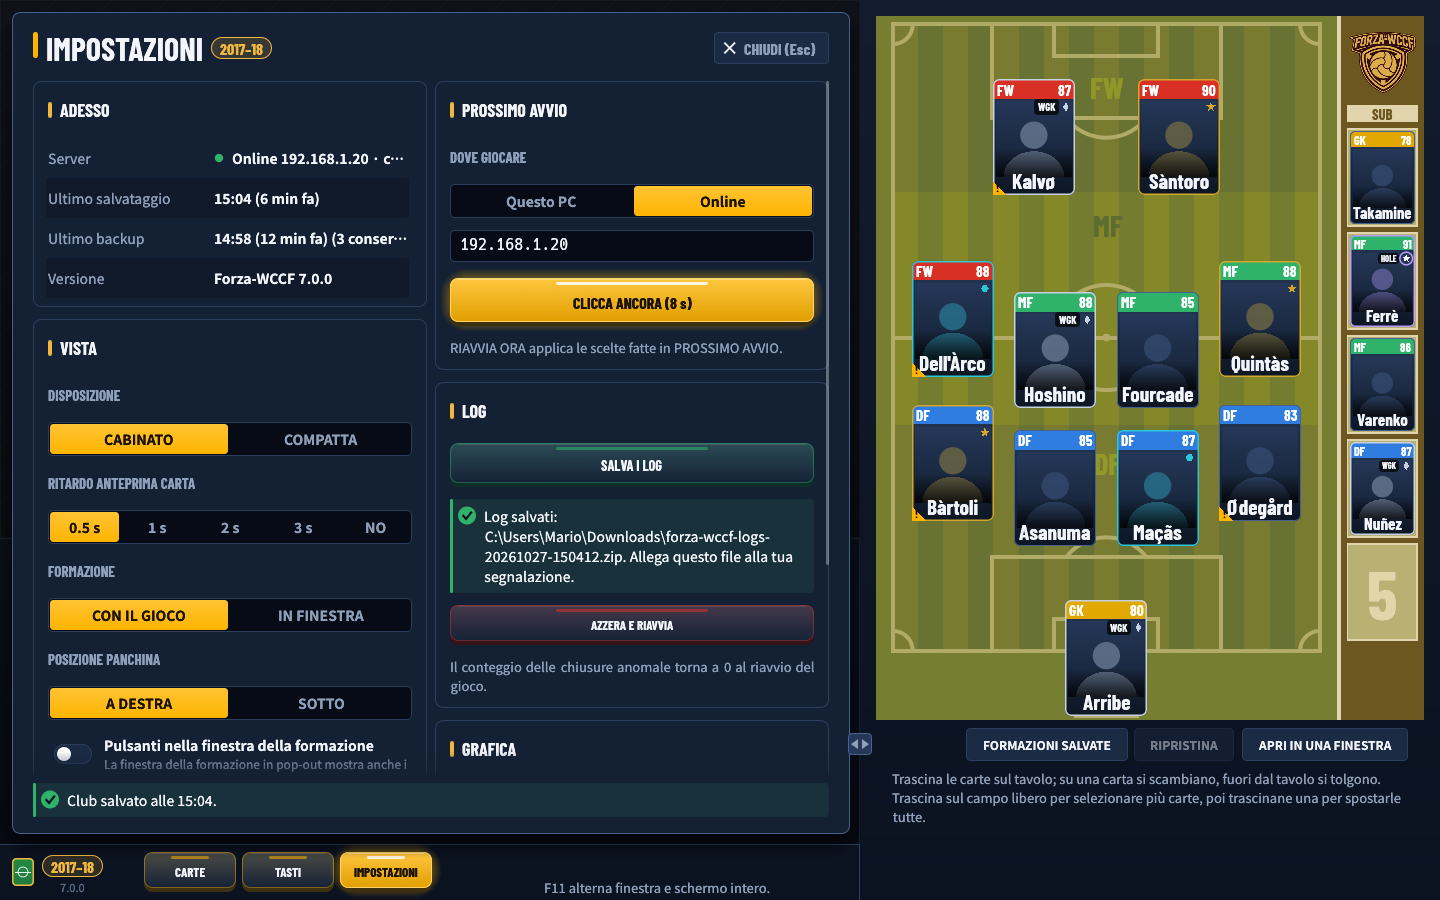 IMPOSTAZIONI 2017-18
CHIUDI (Esc)
ADESSO
Server Online 192.168.1.20 · c···
Ultimo salvataggio 15:04 (6 min fa)
Ultimo backup 14:58 (12 min fa) (3 conser···
Versione Forza-WCCF 7.0.0
VISTA
DISPOSIZIONE
CABINATO COMPATTA
RITARDO ANTEPRIMA CARTA
0.5 s 1 s 2 s 3 s NO
FORMAZIONE
CON IL GIOCO IN FINESTRA
POSIZIONE PANCHINA
A DESTRA SOTTO
Pulsanti nella finestra della formazione
La finestra della formazione in pop-out mostra anche i
PROSSIMO AVVIO
DOVE GIOCARE
Questo PC Online
192.168.1.20
CLICCA ANCORA (8 s)
RIAVVIA ORA applica le scelte fatte in PROSSIMO AVVIO.
LOG
SALVA I LOG
Log salvati:
C:\Users\Mario\Downloads\forza-wccf-logs-
20261027-150412.zip. Allega questo file alla tua
segnalazione.
AZZERA E RIAVVIA
Il conteggio delle chiusure anomale torna a 0 al riavvio del
gioco.
GRAFICA
Club salvato alle 15:04.
2017-18
7.0.0
CARTE TASTI IMPOSTAZIONI
F11 alterna finestra e schermo intero.
FW
MF
DF
FW 87
WGK
Kalvø
FW 90
Sàntoro
FW 88
Dell'Àrco
MF 88
WGK
Hoshino
MF 85
Fourcade
MF 88
Quintàs
DF 88
Bàrtoli
DF 85
Asanuma
DF 87
Maçãs
DF 83
Ødegård
GK 80
WGK
Arribe
FORZA-WCCF
SUB
GK 78
Takamine
MF 91
HOLE
Ferrè
MF 86
Varenko
DF 87
WGK
Nuñez
5
FORMAZIONI SALVATE RIPRISTINA APRI IN UNA FINESTRA
Trascina le carte sul tavolo; su una carta si scambiano, fuori dal tavolo si tolgono.
Trascina sul campo libero per selezionare più carte, poi trascinane una per spostarle
tutte.